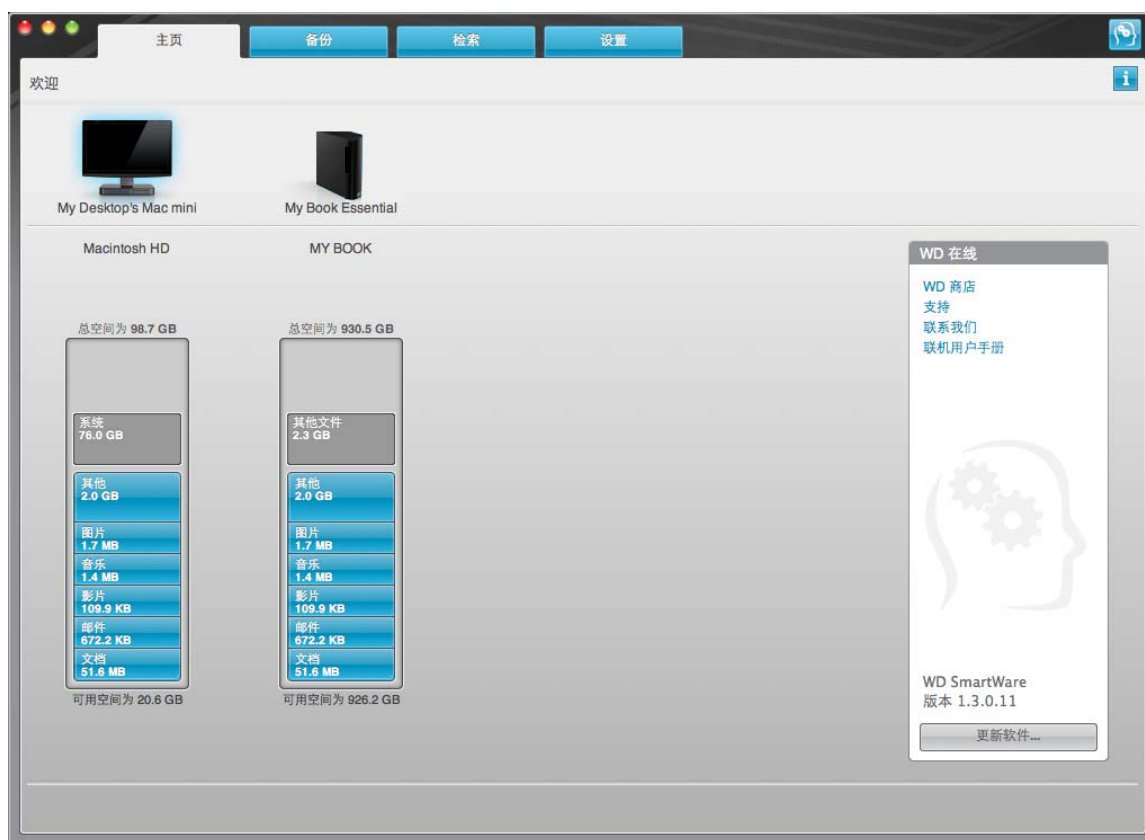 主页
备份
检索
设置
欢迎
i
My Desktop's Mac mini
My Book Essential
Macintosh HD
MY BOOK
总空间为 98.7 GB
系统
76.0 GB
其他
2.0 GB
图片
1.7 MB
音乐
1.4 MB
影片
109.9 KB
邮件
672.2 KB
文档
51.6 MB
可用空间为 20.6 GB
总空间为 930.5 GB
其他文件
2.3 GB
其他
2.0 GB
图片
1.7 MB
音乐
1.4 MB
影片
109.9 KB
邮件
672.2 KB
文档
51.6 MB
可用空间为 926.2 GB
WD 在线
WD 商店
支持
联系我们
联机用户手册
WD SmartWare
版本 1.3.0.11
更新软件...